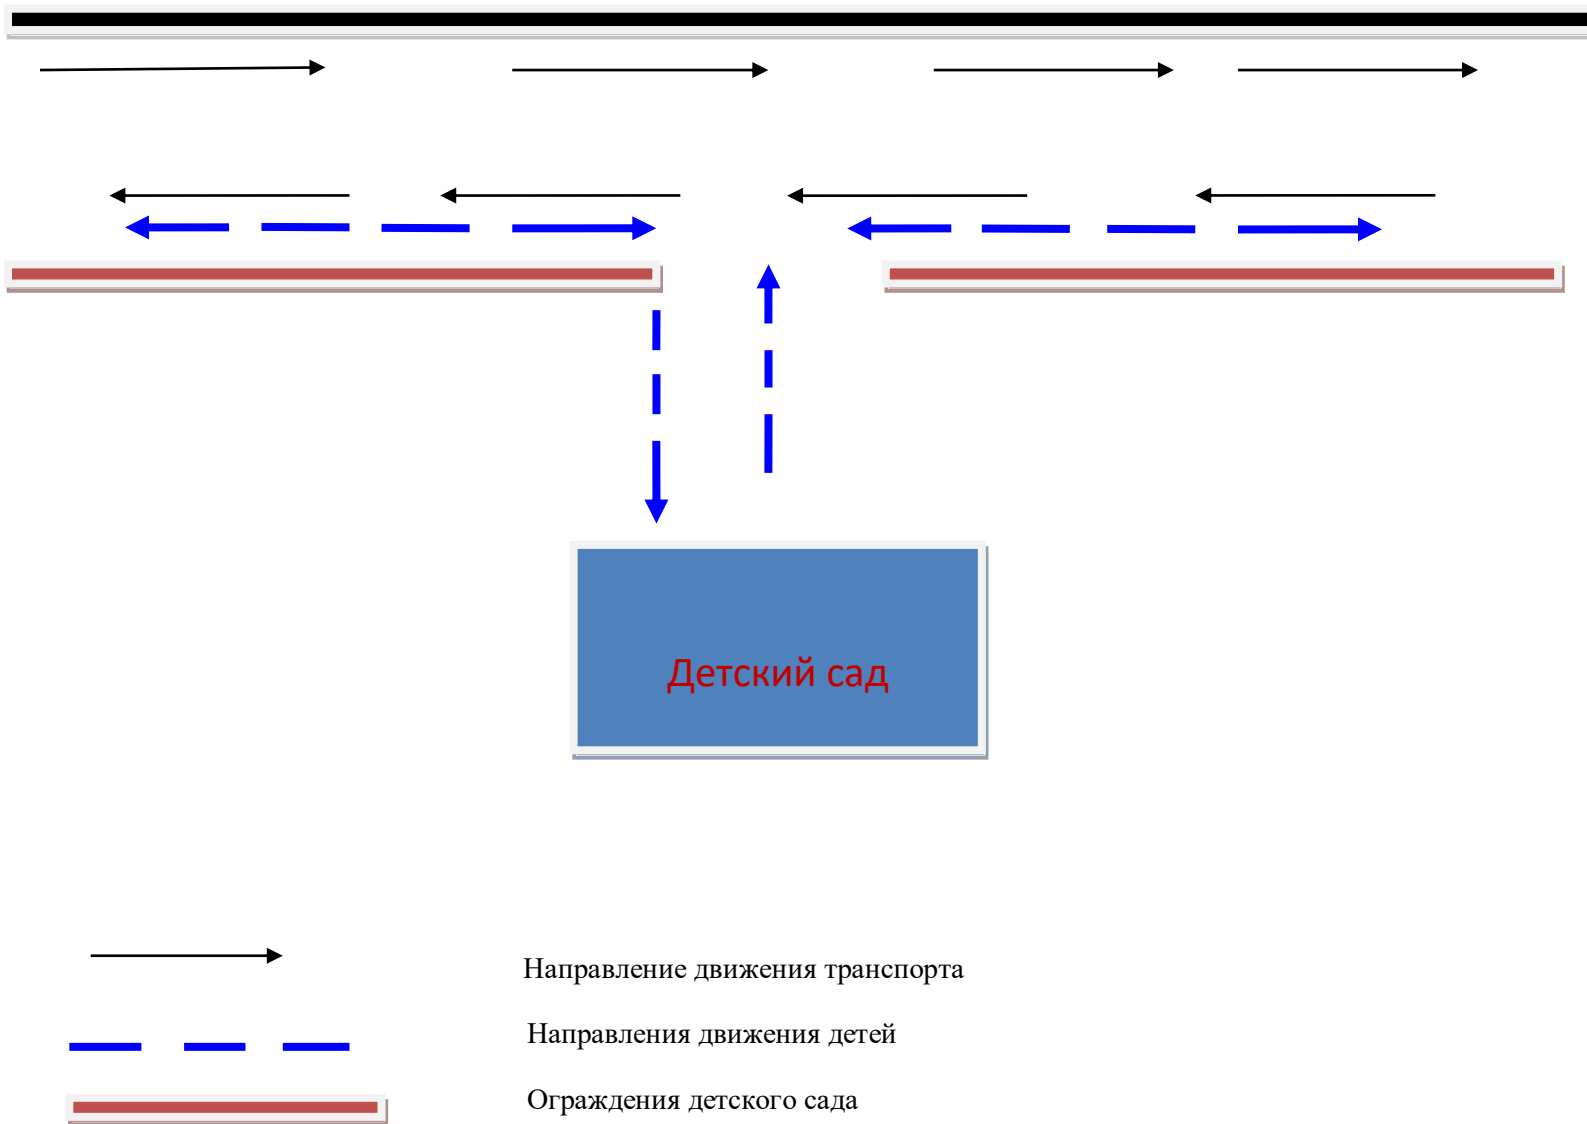 Детский сад
Направление движения транспорта
Направления движения детей
Ограждения детского сада